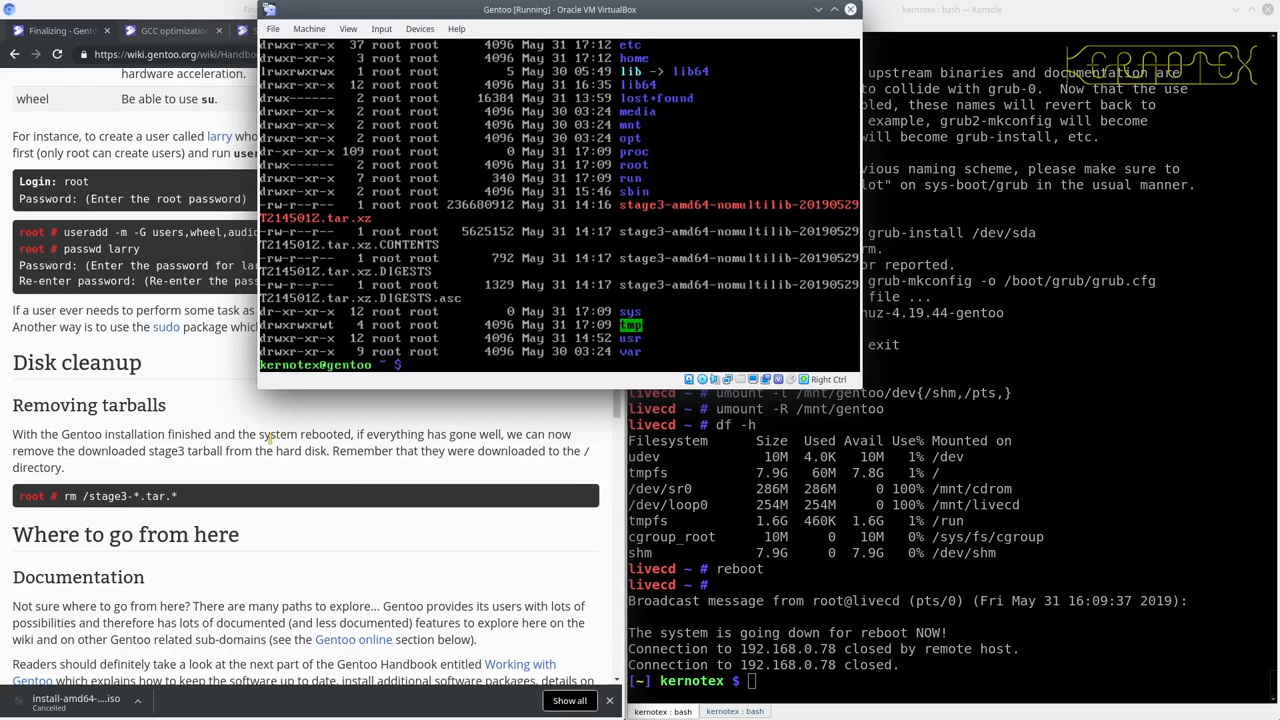 Gentoo [Running] - Oracle VM VirtualBox
File Machine View Input Devices Help
drwxr-xr-x 37 root root 4096 May 31 17:12 etc
drwxr-xr-x 3 root root 4096 May 31 17:12 home
lrwxrwxrwx 1 root root 5 May 30 05:49 lib -> lib64
drwxr-xr-x 12 root root 4096 May 31 16:35 lib64
drwx------ 2 root root 16384 May 31 13:59 lost+found
drwxr-xr-x 2 root root 4096 May 30 03:24 media
drwxr-xr-x 2 root root 4096 May 30 03:24 mnt
drwxr-xr-x 2 root root 4096 May 30 03:24 opt
dr-xr-xr-x 109 root root 0 May 31 17:09 proc
drwx------ 2 root root 4096 May 31 17:09 root
drwxr-xr-x 7 root root 340 May 31 17:09 run
drwxr-xr-x 2 root root 4096 May 31 15:46 sbin
-rw-r--r-- 1 root root 236680912 May 31 14:16 stage3-amd64-nomultilib-20190529
T214501Z.tar.xz
-rw-r--r-- 1 root root 5625152 May 31 14:17 stage3-amd64-nomultilib-20190529
T214501Z.tar.xz.CONTENTS
-rw-r--r-- 1 root root 792 May 31 14:17 stage3-amd64-nomultilib-20190529
T214501Z.tar.xz.DIGESTS
-rw-r--r-- 1 root root 1329 May 31 14:17 stage3-amd64-nomultilib-20190529
T214501Z.tar.xz.DIGESTS.asc
dr-xr-xr-x 12 root root 0 May 31 17:09 sys
drwxrwxrwt 4 root root 4096 May 31 17:09 tmp
drwxr-xr-x 12 root root 4096 May 31 14:52 usr
drwxr-xr-x 9 root root 4096 May 30 03:24 var
kernotex@gentoo ~ $
Right Ctrl
Finalizing - Gento
GCC optimization
https://wiki.gentoo.org/wiki/Handbo
hardware acceleration.
wheel Be able to use su.
For instance, to create a user called larry who
first (only root can create users) and run user
Login: root
Password: (Enter the root password)
root # useradd -m -G users,wheel,audio
root # passwd larry
Password: (Enter the password for lar
Re-enter password: (Re-enter the pass
If a user ever needs to perform some task as
Another way is to use the sudo package whic
Disk cleanup
Removing tarballs
With the Gentoo installation finished and the system rebooted, if everything has gone well, we can now
remove the downloaded stage3 tarball from the hard disk. Remember that they were downloaded to the /
directory.
root # rm /stage3-*.tar.*
Where to go from here
Documentation
Not sure where to go from here? There are many paths to explore... Gentoo provides its users with lots of
possibilities and therefore has lots of documented (and less documented) features to explore here on the
wiki and on other Gentoo related sub-domains (see the Gentoo online section below).
Readers should definitely take a look at the next part of the Gentoo Handbook entitled Working with
Gentoo which explains how to keep the software up to date, install additional software packages, details on
install-amd64-....iso
Cancelled
Show all
kernotex : bash — Konsole
KERNOTEX
upstream binaries and documentation are
to collide with grub-0. Now that the use
led, these names will revert back to
example, grub2-mkconfig will become
will become grub-install, etc.
vious naming scheme, please make sure to
lot" on sys-boot/grub in the usual manner.
grub-install /dev/sda
rm.
or reported.
grub-mkconfig -o /boot/grub/grub.cfg
file ...
nuz-4.19.44-gentoo
exit
livecd ~ # umount -l /mnt/gentoo/dev{/shm,/pts,}
livecd ~ # umount -R /mnt/gentoo
livecd ~ # df -h
Filesystem Size Used Avail Use% Mounted on
udev 10M 4.0K 10M 1% /dev
tmpfs 7.9G 60M 7.8G 1% /
/dev/sr0 286M 286M 0 100% /mnt/cdrom
/dev/loop0 254M 254M 0 100% /mnt/livecd
tmpfs 1.6G 460K 1.6G 1% /run
cgroup_root 10M 0 10M 0% /sys/fs/cgroup
shm 7.9G 0 7.9G 0% /dev/shm
livecd ~ # reboot
livecd ~ #
Broadcast message from root@livecd (pts/0) (Fri May 31 16:09:37 2019):
The system is going down for reboot NOW!
Connection to 192.168.0.78 closed by remote host.
Connection to 192.168.0.78 closed.
[~] kernotex $
kernotex : bash kernotex : bash